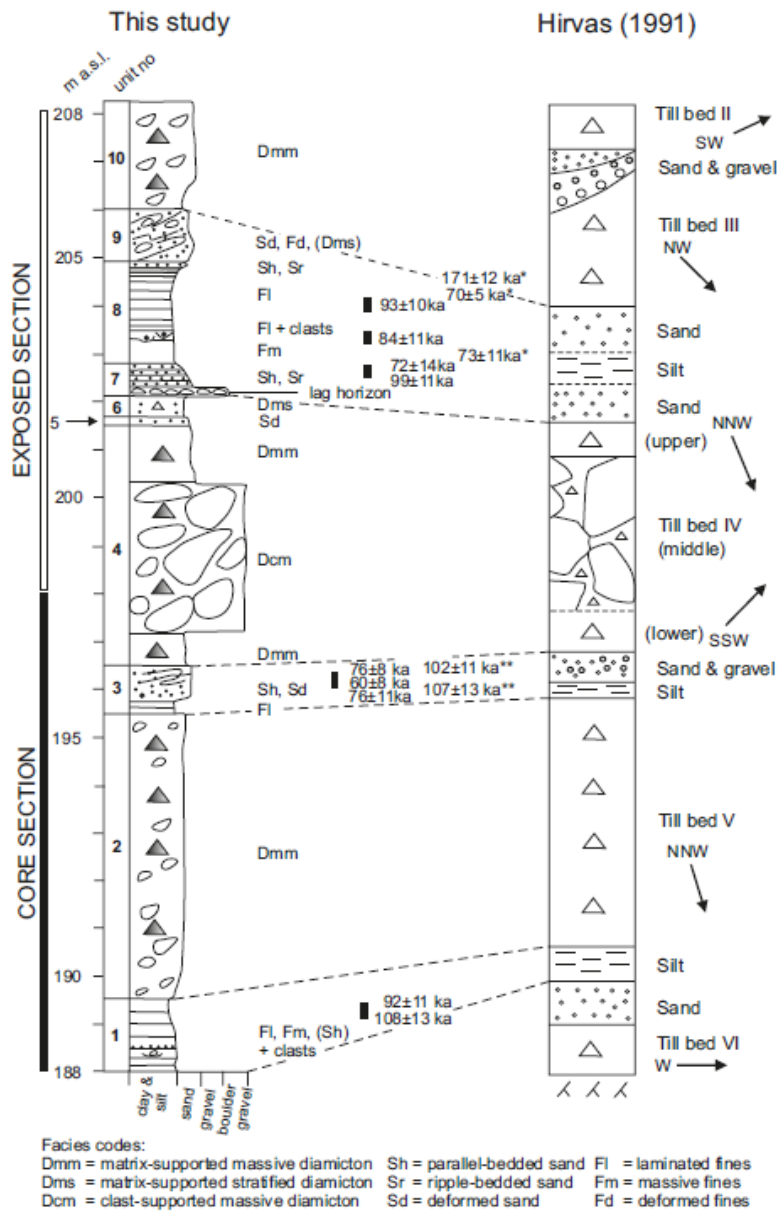 This study
Hirvas (1991)
m a.s.l.
unit no
EXPOSED SECTION
CORE SECTION
208
205
5
200
195
190
188
10
9
8
7
6
4
3
2
1
Dmm
Sd, Fd, (Dms)
Sh, Sr
Fl
Fl + clasts
Fm
Sh, Sr
lag horizon
Dms
Sd
Dmm
Dcm
Dmm
Sh, Sd
Fl
Dmm
Fl, Fm, (Sh)
+ clasts
171±12 ka*
70±5 ka*
93±10ka
84±11ka
73±11ka*
72±14ka
99±11ka
76±8 ka
102±11 ka**
60±8 ka
76±11ka
107±13 ka**
92±11 ka
108±13 ka
Till bed II
SW
Sand & gravel
Till bed III
NW
Sand
Silt
Sand
NNW
(upper)
Till bed IV
(middle)
(lower)
SSW
Sand & gravel
Silt
Till bed V
NNW
Silt
Sand
Till bed VI
W
clay &
silt
sand
gravel
boulder
gravel
Facies codes:
Dmm = matrix-supported massive diamicton Sh = parallel-bedded sand Fl = laminated fines
Dms = matrix-supported stratified diamicton Sr = ripple-bedded sand Fm = massive fines
Dcm = clast-supported massive diamicton Sd = deformed sand Fd = deformed fines